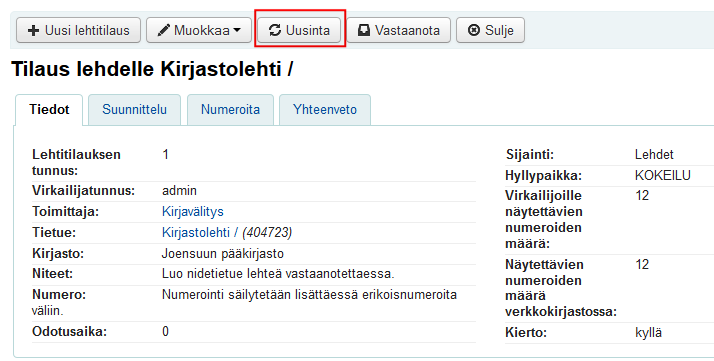 Uusi lehtitilaus Muokkaa Uusinta Vastaanota Sulje
Tilaus lehdelle Kirjastolehti /
Tiedot Suunnittelu Numeroita Yhteenveto
Lehtitilauksen tunnus: 1
Virkailijatunnus: admin
Toimittaja: Kirjavälitys
Tietue: Kirjastolehti / (404723)
Kirjasto: Joensuun pääkirjasto
Niteet: Luo nidetietue lehteä vastaanotettaessa.
Numero: Numerointi säilytetään lisättäessä erikoisnumeroita
väliin.
Odotusaika: 0
Sijainti: Lehdet
Hyllypaikka: KOKEILU
Virkailijoille 12
näytettävien
numeroiden
määrä:
Näytettävien 12
numeroiden
määrä
verkkokirjastossa:
Kierto: kyllä